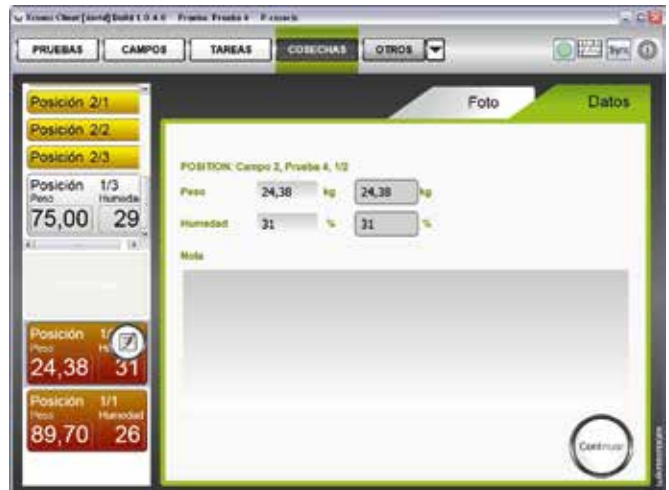 PRUEBAS CAMPOS TAREAS COSECHAS OTROS Sync
Posición 2/1
Posición 2/2
Posición 2/3
Posición 1/3
Peso Humeda
75,00 29
Posición
Peso
24,38 31
Posición 1/1
Peso Humedad
89,70 26
Foto Datos
POSITION: Campo 2, Prueba 4, 1/2
Peso 24,38 kg 24,38 kg
Humedad 31 % 31 %
Nota
Continuar